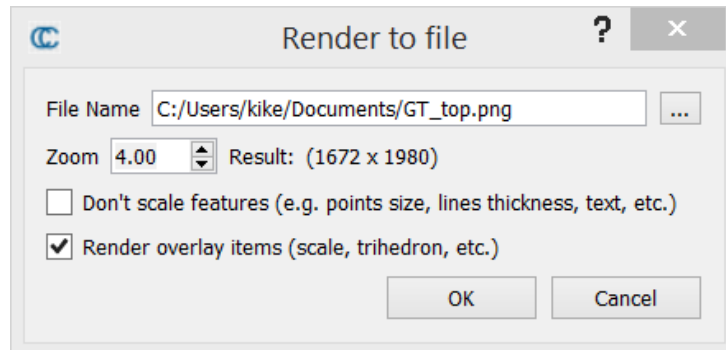 CC Render to file ? ×
File Name C:/Users/kike/Documents/GT_top.png ...
Zoom 4.00 Result: (1672 x 1980)
Don't scale features (e.g. points size, lines thickness, text, etc.)
Render overlay items (scale, trihedron, etc.)
OK Cancel